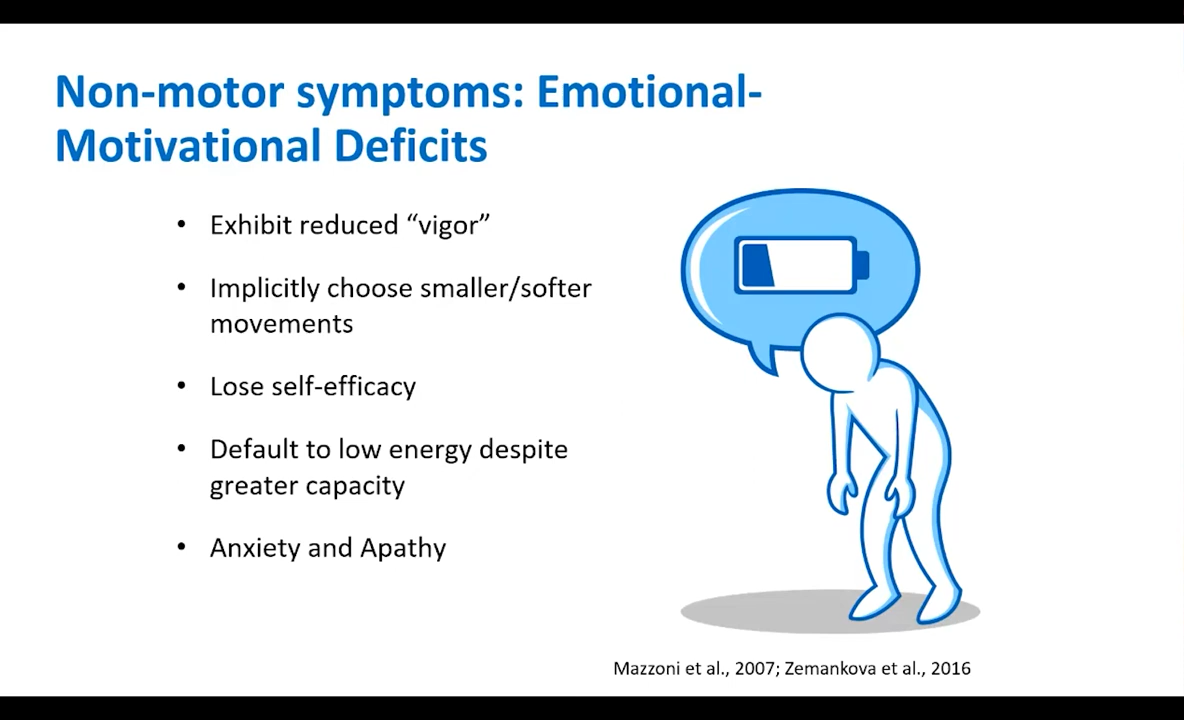 Non-motor symptoms: Emotional-
Motivational Deficits
• Exhibit reduced “vigor”
• Implicitly choose smaller/softer
movements
• Lose self-efficacy
• Default to low energy despite
greater capacity
• Anxiety and Apathy
Mazzoni et al., 2007; Zemankova et al., 2016